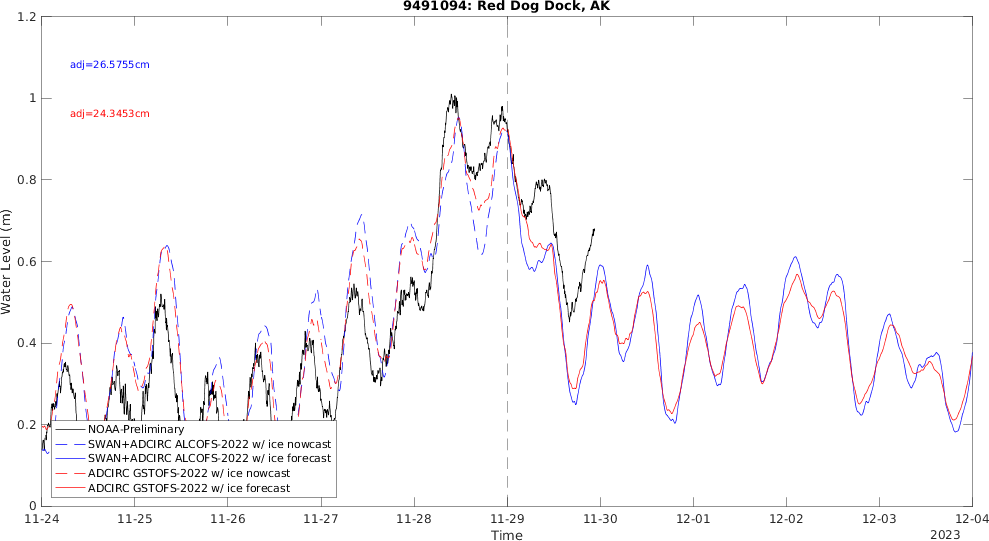 9491094: Red Dog Dock, AK
1.2
1
0.8
0.6
0.4
0.2
0
Water Level (m)
adj=26.5755cm
adj=24.3453cm
NOAA-Preliminary
SWAN+ADCIRC ALCOFS-2022 w/ ice nowcast
SWAN+ADCIRC ALCOFS-2022 w/ ice forecast
ADCIRC GSTOFS-2022 w/ ice nowcast
ADCIRC GSTOFS-2022 w/ ice forecast
11-24 11-25 11-26 11-27 11-28 11-29 11-30 12-01 12-02 12-03 12-04
Time
2023